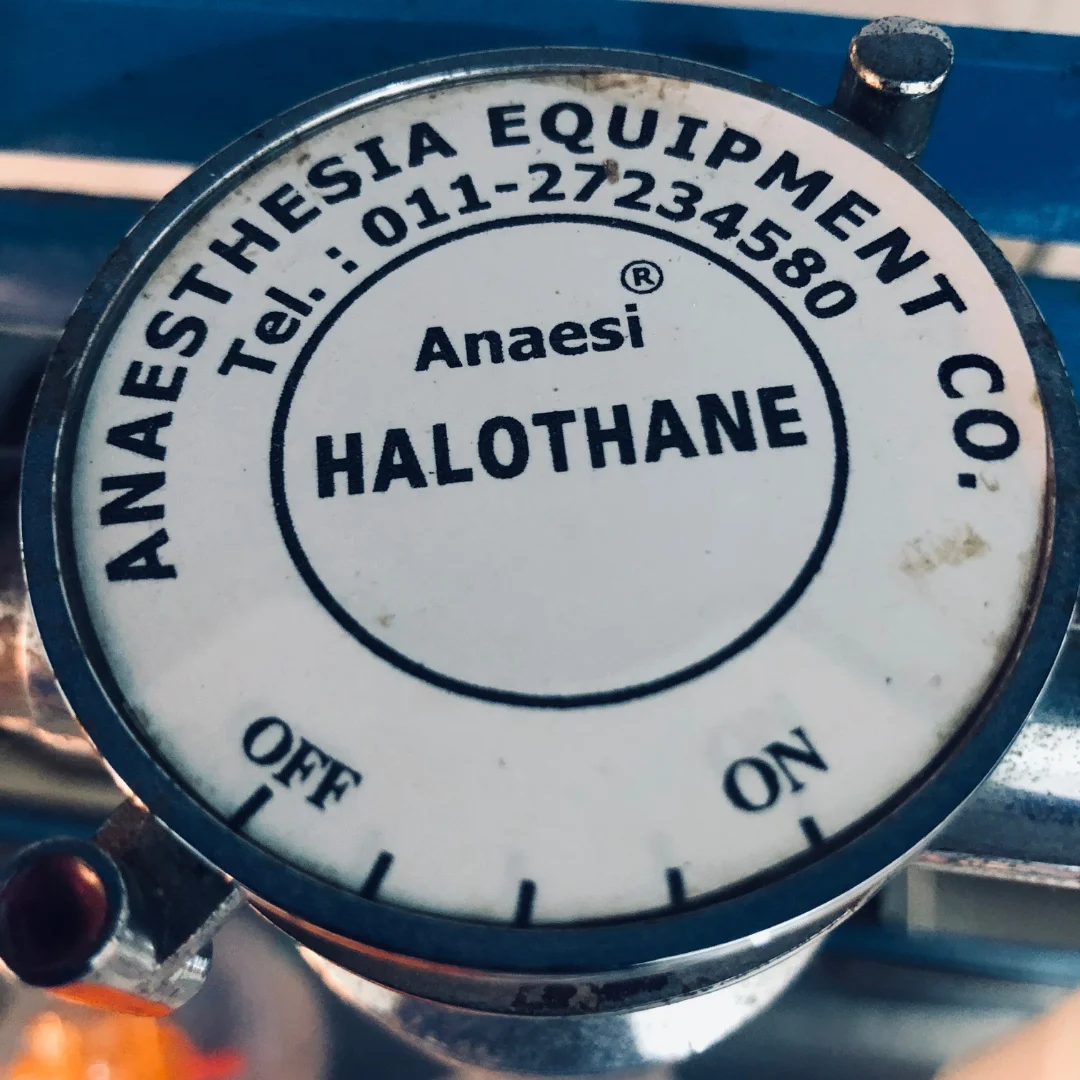 ANAESTHESIA EQUIPMENT CO.
Tel. : 011-27234580
Anaesi®
HALOTHANE
OFF
ON